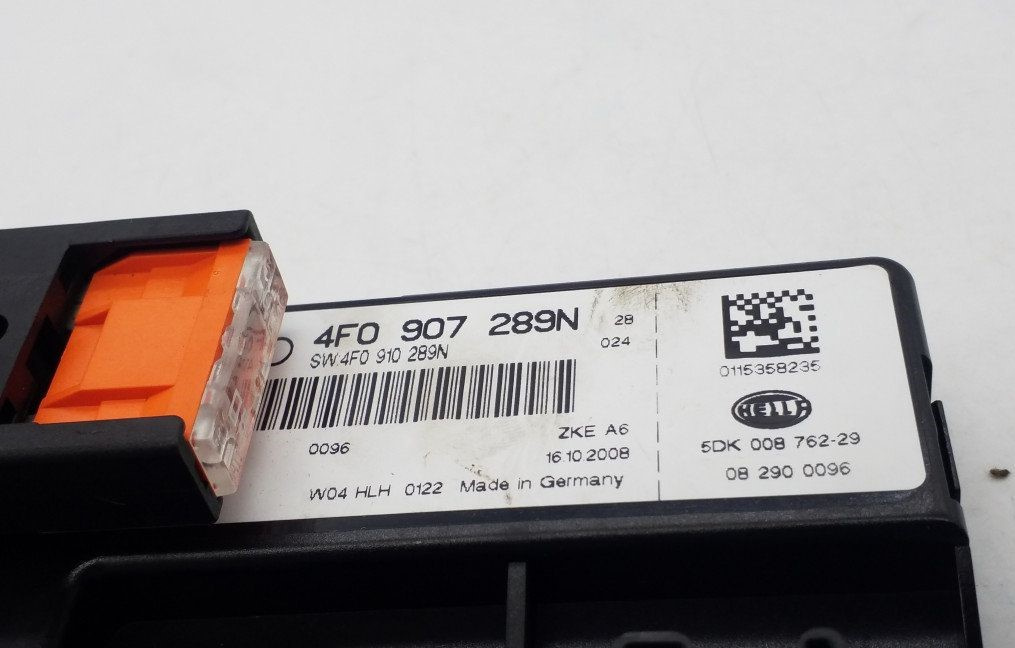 4F0 907 289N 28
SW:4F0 910 289N 024
0096 ZKE A6
16.10.2008
W04 HLH 0122 Made in Germany
0115358235
HELLA
5DK 008 762-29
08 290 0096